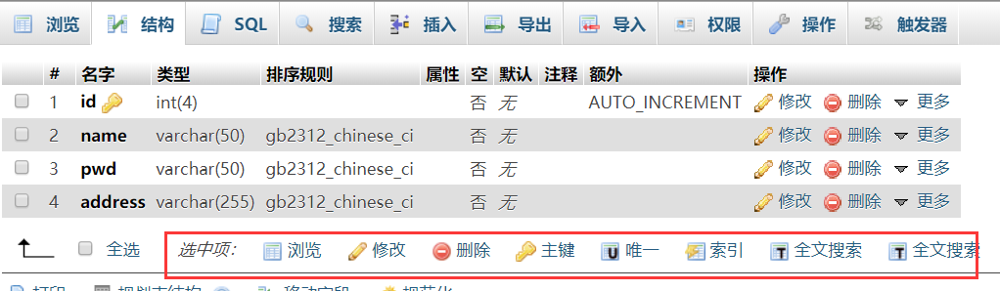 浏览 结构 SQL 搜索 插入 导出 导入 权限 操作 触发器
# 名字 类型 排序规则 属性 空 默认 注释 额外 操作
1 id int(4) 否 无 AUTO_INCREMENT 修改 删除 更多
2 name varchar(50) gb2312_chinese_ci 否 无 修改 删除 更多
3 pwd varchar(50) gb2312_chinese_ci 否 无 修改 删除 更多
4 address varchar(255) gb2312_chinese_ci 否 无 修改 删除 更多
全选 选中项: 浏览 修改 删除 主键 U 唯一 索引 T 全文搜索 T 全文搜索